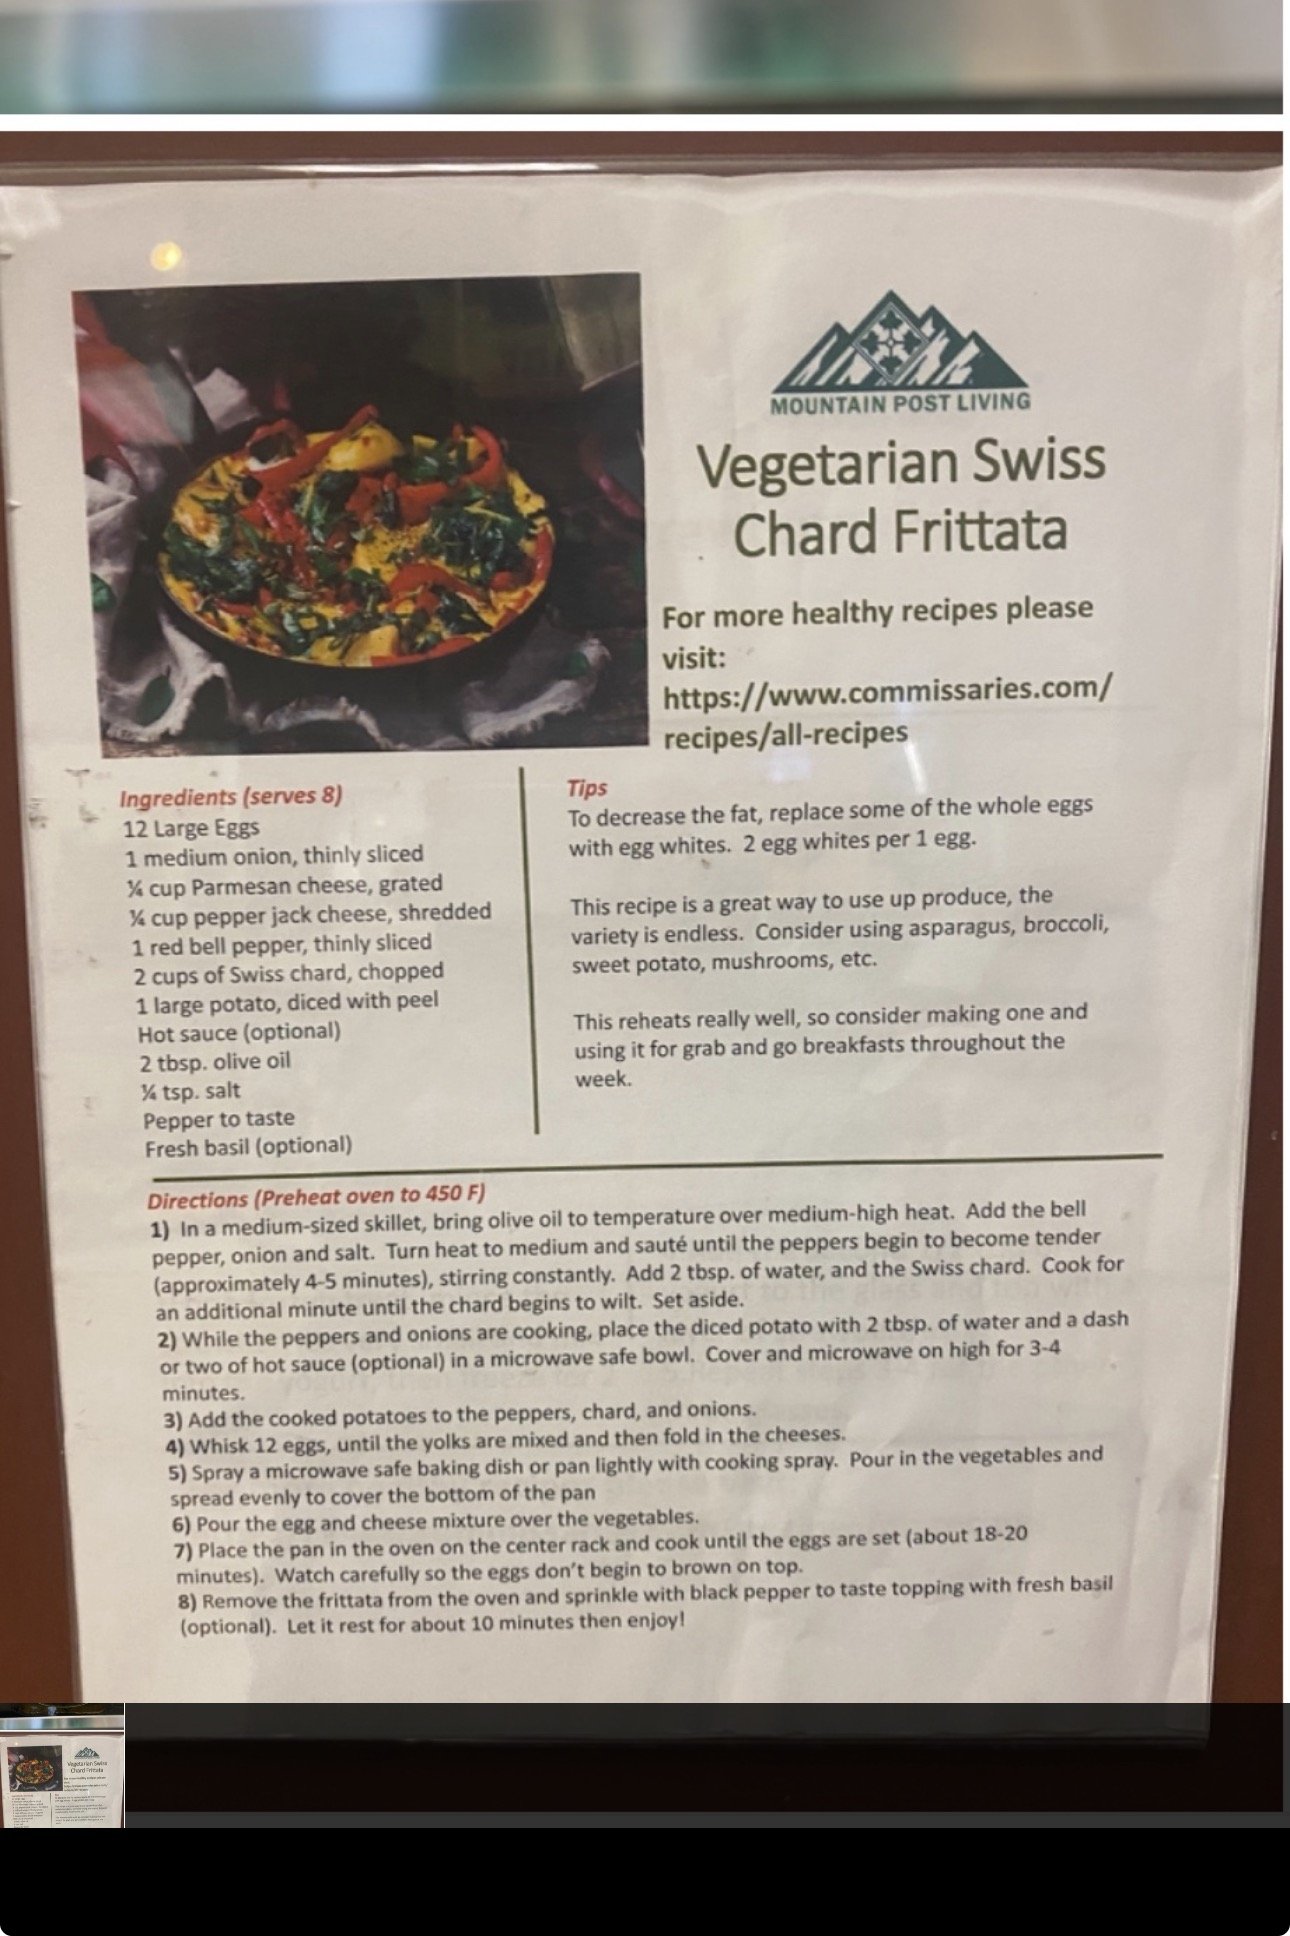 MOUNTAIN POST LIVING
Vegetarian Swiss
Chard Frittata
For more healthy recipes please
visit:
https://www.commissaries.com/
recipes/all-recipes
Ingredients (serves 8)
12 Large Eggs
1 medium onion, thinly sliced
¼ cup Parmesan cheese, grated
¼ cup pepper jack cheese, shredded
1 red bell pepper, thinly sliced
2 cups of Swiss chard, chopped
1 large potato, diced with peel
Hot sauce (optional)
2 tbsp. olive oil
¼ tsp. salt
Pepper to taste
Fresh basil (optional)
Tips
To decrease the fat, replace some of the whole eggs
with egg whites.  2 egg whites per 1 egg.
This recipe is a great way to use up produce, the
variety is endless.  Consider using asparagus, broccoli,
sweet potato, mushrooms, etc.
This reheats really well, so consider making one and
using it for grab and go breakfasts throughout the
week.
Directions (Preheat oven to 450 F)
1)  In a medium-sized skillet, bring olive oil to temperature over medium-high heat.  Add the bell
pepper, onion and salt.  Turn heat to medium and sauté until the peppers begin to become tender
(approximately 4-5 minutes), stirring constantly.  Add 2 tbsp. of water, and the Swiss chard.  Cook for
an additional minute until the chard begins to wilt.  Set aside.
2) While the peppers and onions are cooking, place the diced potato with 2 tbsp. of water and a dash
or two of hot sauce (optional) in a microwave safe bowl.  Cover and microwave on high for 3-4
minutes.
3) Add the cooked potatoes to the peppers, chard, and onions.
4) Whisk 12 eggs, until the yolks are mixed and then fold in the cheeses.
5) Spray a microwave safe baking dish or pan lightly with cooking spray.  Pour in the vegetables and
spread evenly to cover the bottom of the pan
6) Pour the egg and cheese mixture over the vegetables.
7) Place the pan in the oven on the center rack and cook until the eggs are set (about 18-20
minutes).  Watch carefully so the eggs don't begin to brown on top.
8) Remove the frittata from the oven and sprinkle with black pepper to taste topping with fresh basil
(optional).  Let it rest for about 10 minutes then enjoy!
Vegetarian Swiss
Chard Frittata